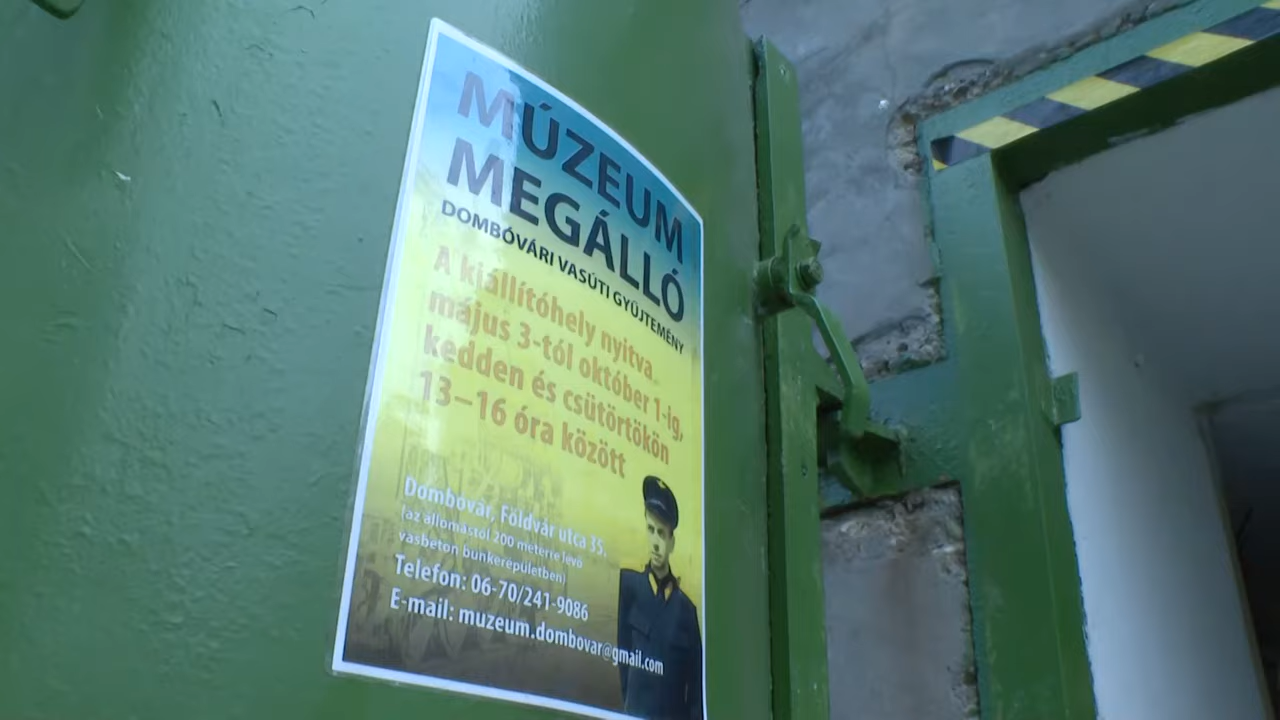 MÚZEUM
MEGÁLLÓ
DOMBÓVÁRI VASÚTI GYŰJTEMÉNY
A kiállítóhely nyitva
május 3-tól október 1-ig,
kedden és csütörtökön
13–16 óra között
Dombóvár, Földvár utca 35.
(az állomástól 200 méterre lévő
vasbeton bunkerépületben)
Telefon: 06-70/241-9086
E-mail: muzeum.dombovar@gmail.com